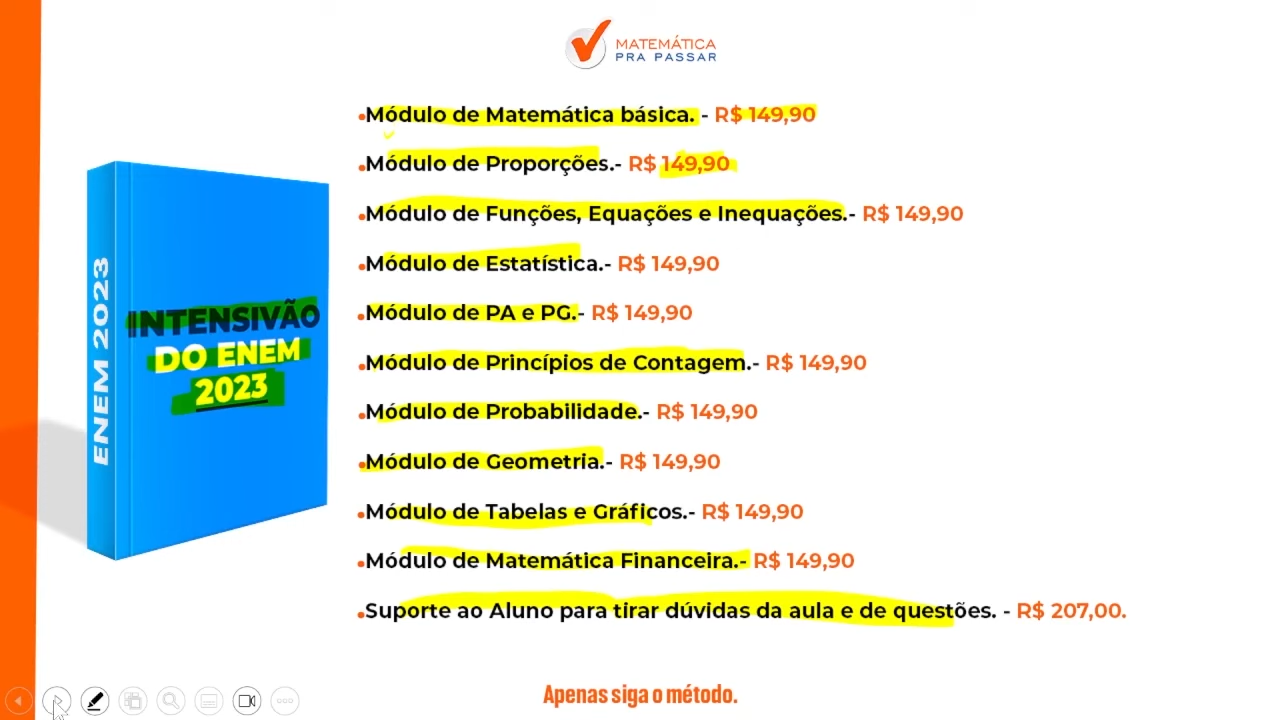 MATEMÁTICA
PRA PASSAR
•Módulo de Matemática básica. - R$ 149,90
•Módulo de Proporções.- R$ 149,90
•Módulo de Funções, Equações e Inequações.- R$ 149,90
•Módulo de Estatística.- R$ 149,90
•Módulo de PA e PG.- R$ 149,90
•Módulo de Princípios de Contagem.- R$ 149,90
•Módulo de Probabilidade.- R$ 149,90
•Módulo de Geometria.- R$ 149,90
•Módulo de Tabelas e Gráficos.- R$ 149,90
•Módulo de Matemática Financeira.- R$ 149,90
•Suporte ao Aluno para tirar dúvidas da aula e de questões. - R$ 207,00.
ENEM 2023
INTENSIVÃO
DO ENEM
2023
Apenas siga o método.